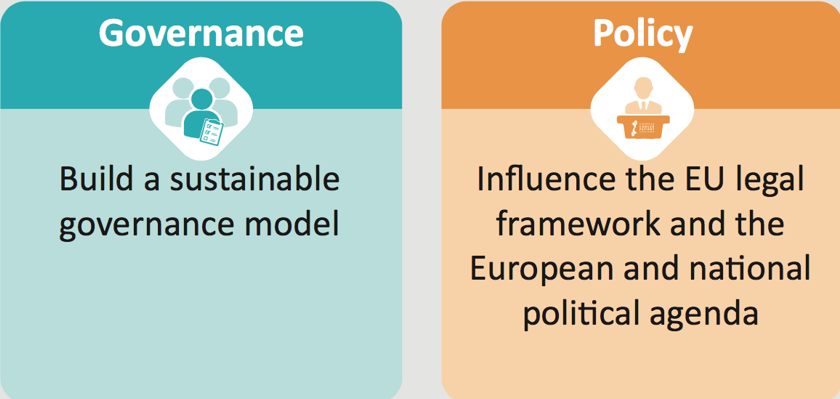 Governance
Build a sustainable
governance model
Policy
Influence the EU legal
framework and the
European and national
political agenda